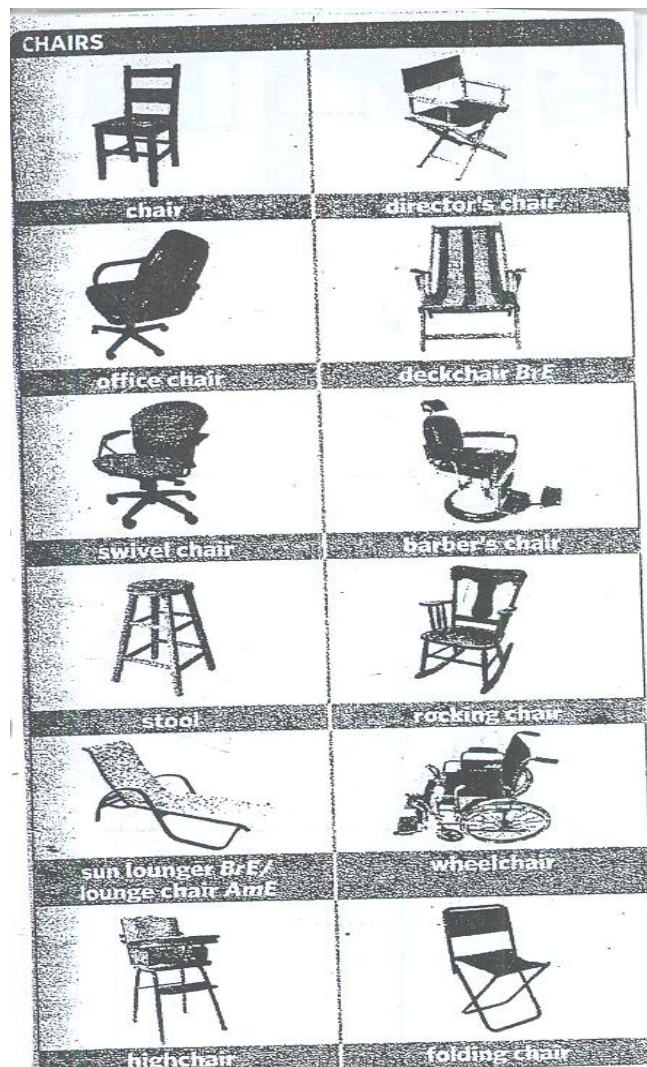 CHAIRS
chair
director's chair
office chair
deckchair BrE
swivel chair
barber's chair
stool
rocking chair
sun lounger BrE/
lounge chair AmE
wheelchair
highchair
folding chair